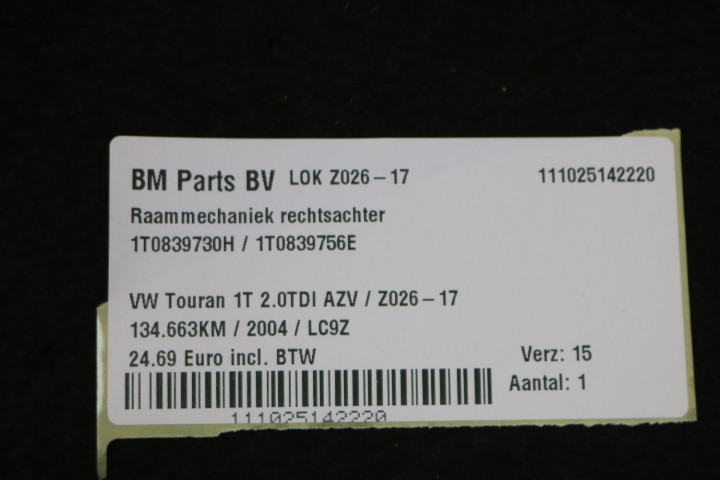 BM Parts BV LOK Z026-17 111025142220
Raammechaniek rechtsachter
1T0839730H / 1T0839756E
VW Touran 1T 2.0TDI AZV / Z026-17
134.663KM / 2004 / LC9Z
24.69 Euro incl. BTW Verz: 15
Aantal: 1
111025142220